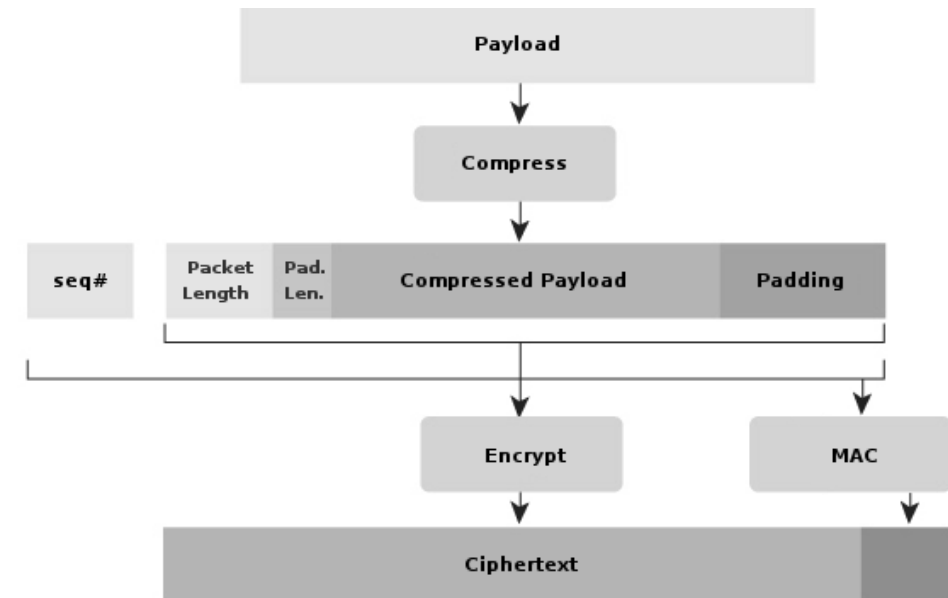 Payload
Compress
seq#
Packet
Length
Pad.
Len.
Compressed Payload
Padding
Encrypt
MAC
Ciphertext